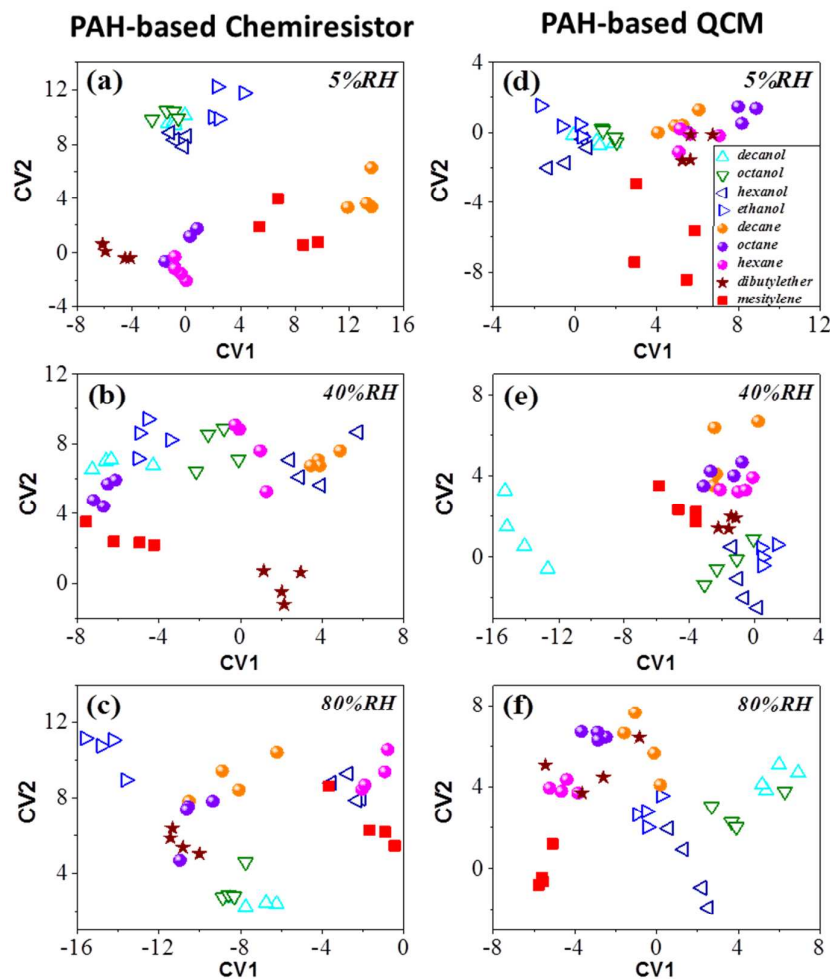 PAH-based Chemiresistor
PAH-based QCM
(a)
5%RH
12
8
4
0
-4
CV2
-8
-4
0
4
8
12
16
CV1
(d)
5%RH
4
0
-4
-8
CV2
-4
0
4
8
12
CV1
decanol
octanol
hexanol
ethanol
decane
octane
hexane
dibutylether
mesitylene
(b)
40%RH
12
8
4
0
CV2
-8
-4
0
4
8
CV1
(e)
40%RH
8
4
0
CV2
-16
-12
-8
-4
0
4
CV1
(c)
80%RH
12
8
4
CV2
-16
-12
-8
-4
0
CV1
(f)
80%RH
8
4
0
CV2
-8
-4
0
4
8
CV1